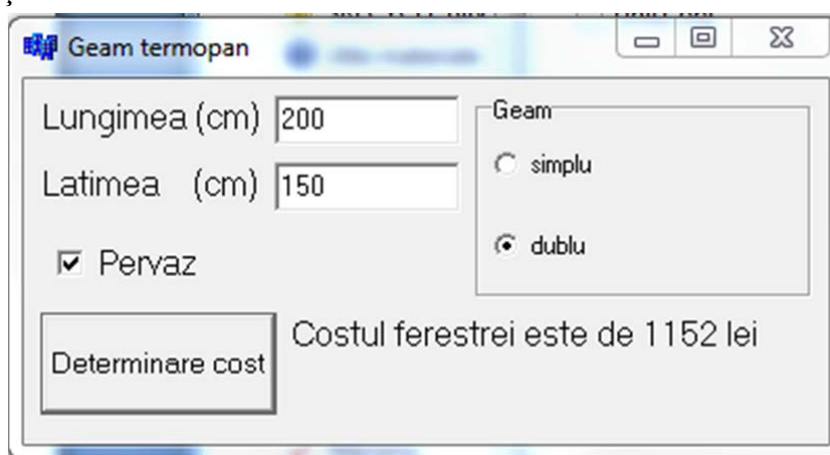 Geam termopan
Lungimea (cm) 200
Latimea (cm) 150
Geam
simplu
dublu
Pervaz
Determinare cost
Costul ferestrei este de 1152 lei